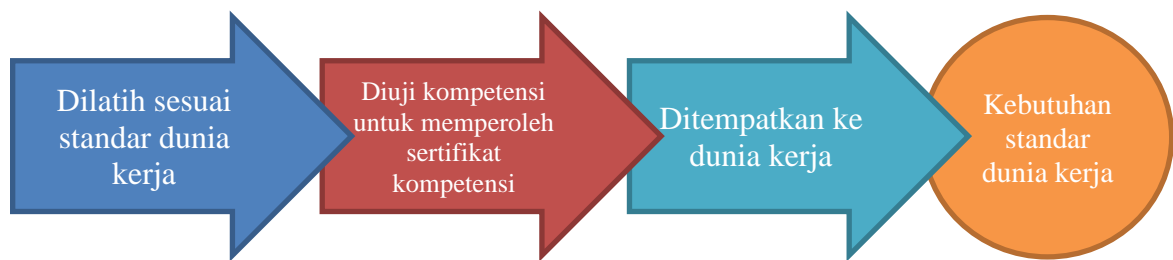 Dilatih sesuai
standar dunia
kerja
Diuji kompetensi
untuk memperoleh
sertifikat
kompetensi
Ditempatkan ke
dunia kerja
Kebutuhan
standar
dunia kerja